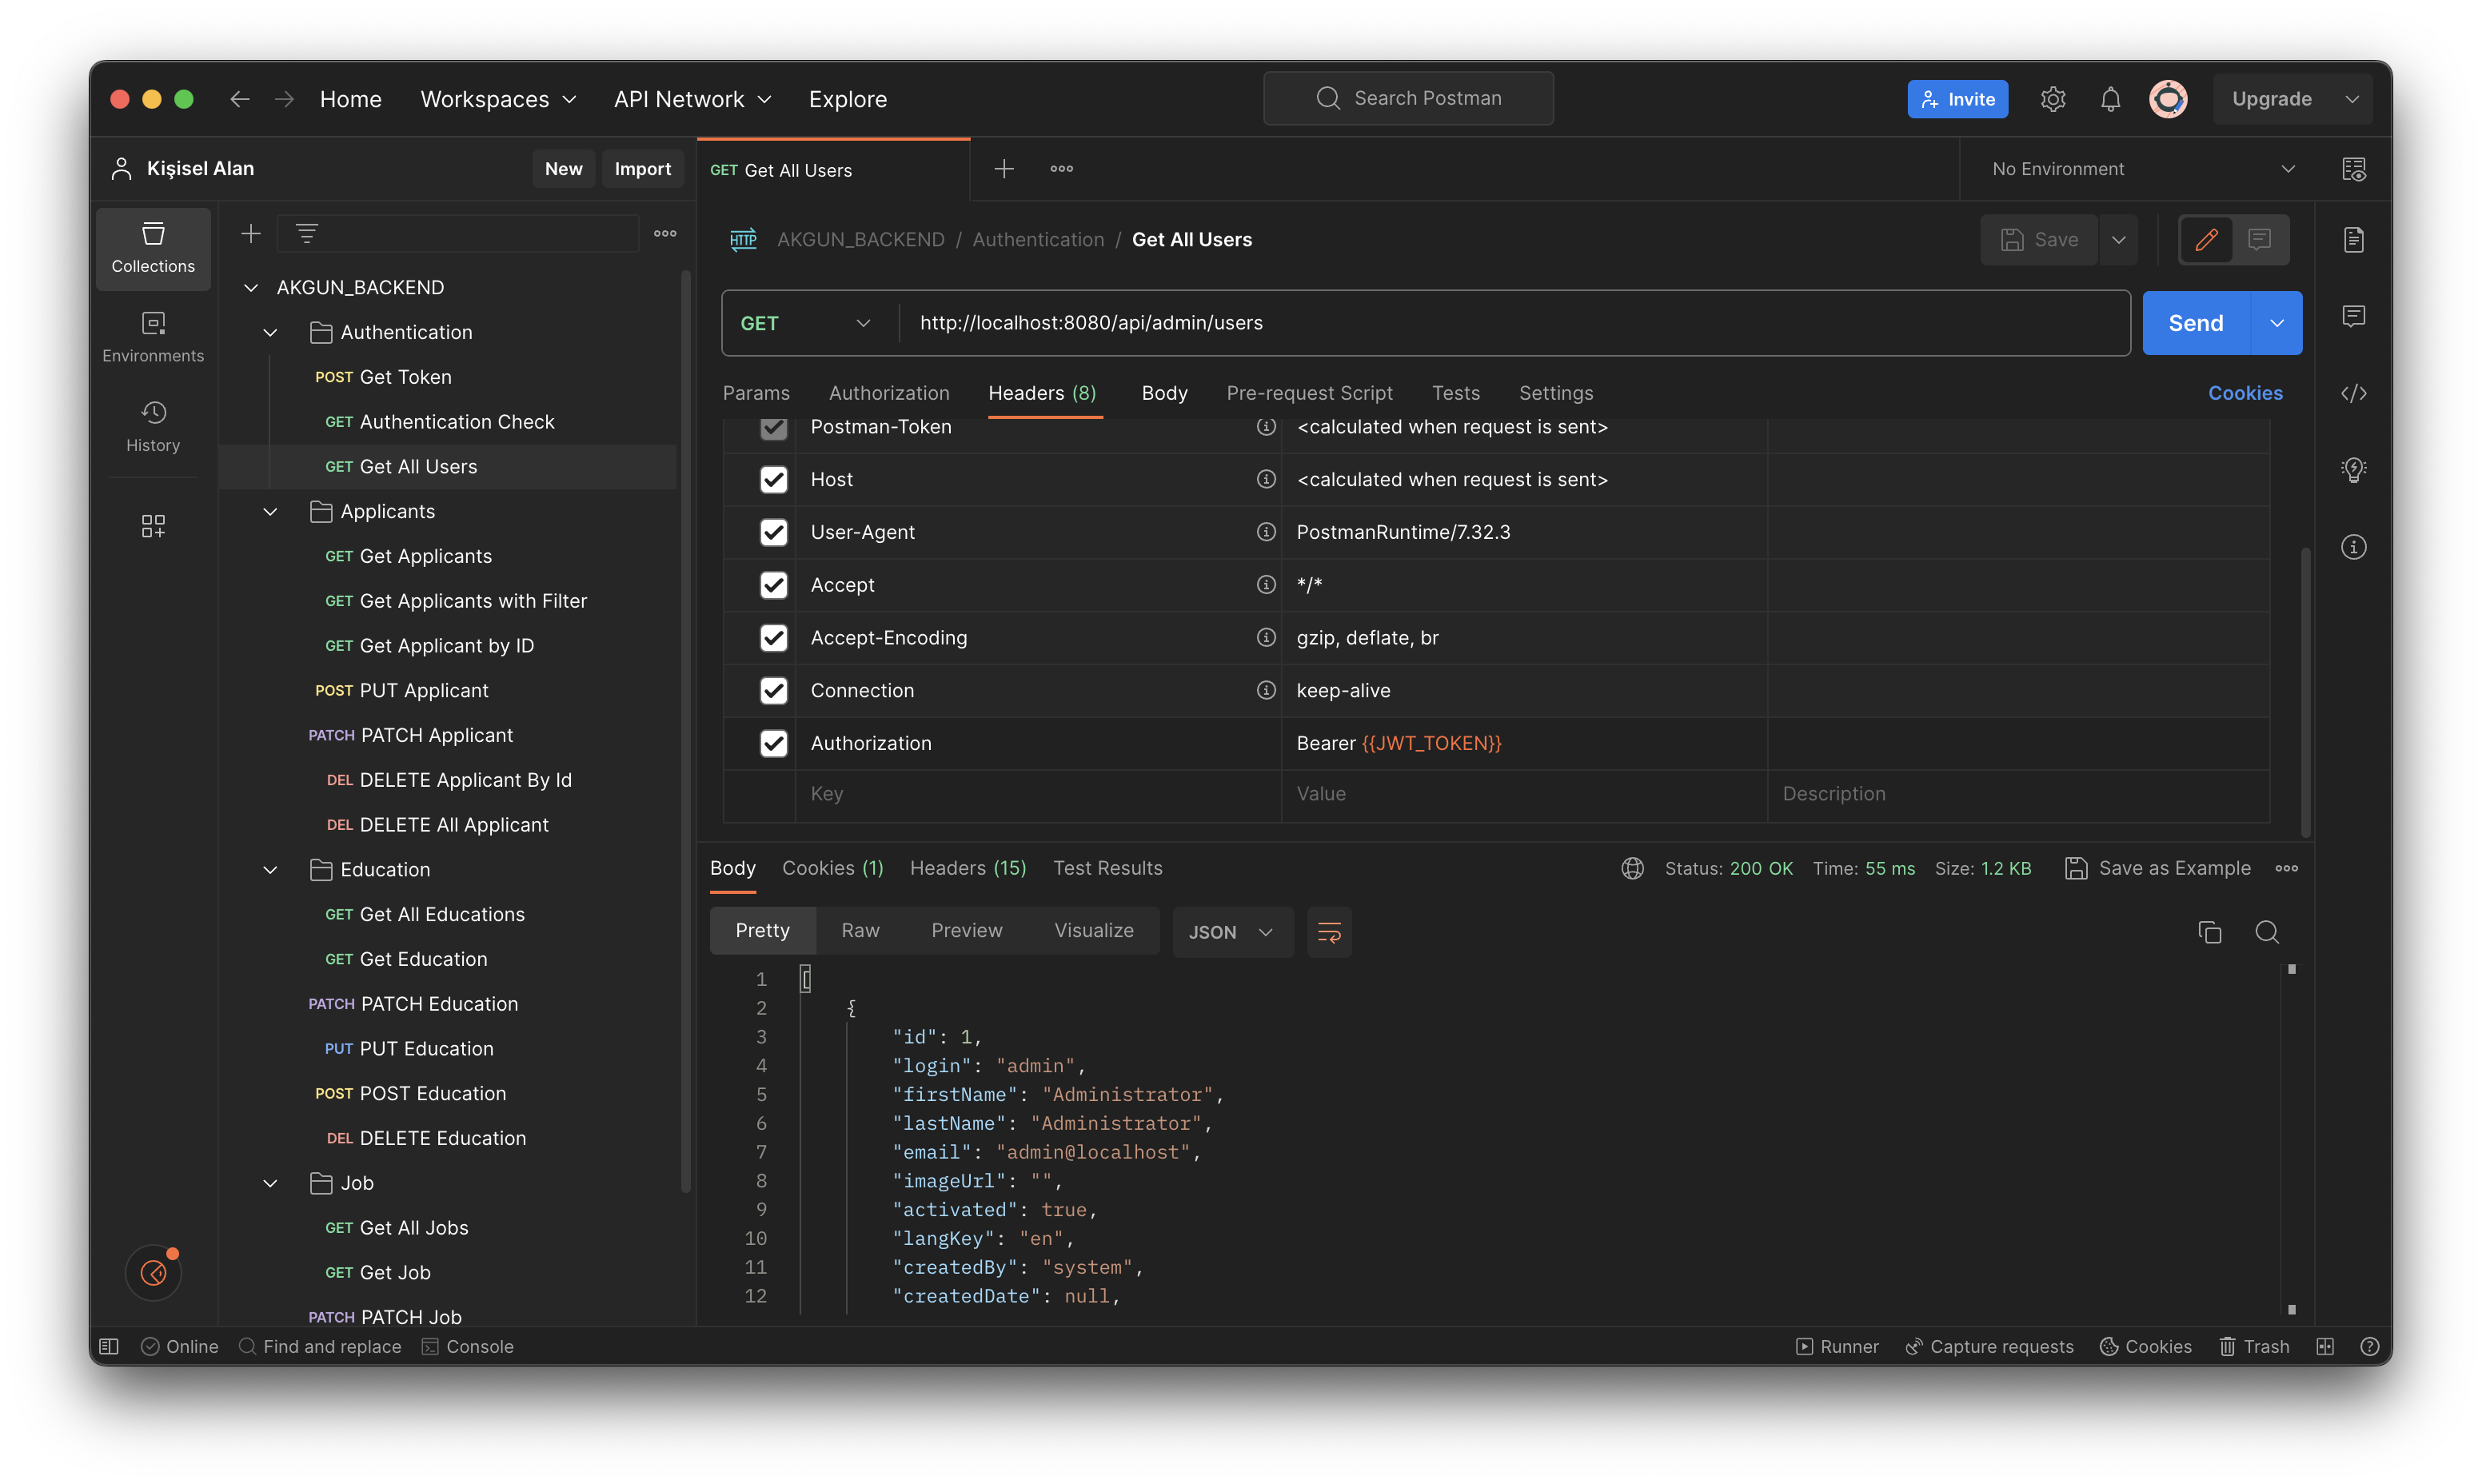 Home
Workspaces
API Network
Explore
Search Postman
Invite
Upgrade
Kişisel Alan
New
Import
GET Get All Users
No Environment
Collections
Environments
History
AKGUN_BACKEND
Authentication
POST Get Token
GET Authentication Check
GET Get All Users
Applicants
GET Get Applicants
GET Get Applicants with Filter
GET Get Applicant by ID
POST PUT Applicant
PATCH PATCH Applicant
DEL DELETE Applicant By Id
DEL DELETE All Applicant
Education
GET Get All Educations
GET Get Education
PATCH PATCH Education
PUT PUT Education
POST POST Education
DEL DELETE Education
Job
GET Get All Jobs
GET Get Job
PATCH PATCH Job
HTTP AKGUN_BACKEND / Authentication / Get All Users
Save
GET http://localhost:8080/api/admin/users
Send
Params Authorization Headers (8) Body Pre-request Script Tests Settings
Cookies
Postman-Token <calculated when request is sent>
Host <calculated when request is sent>
User-Agent PostmanRuntime/7.32.3
Accept */*
Accept-Encoding gzip, deflate, br
Connection keep-alive
Authorization Bearer {{JWT_TOKEN}}
Key Value Description
Body Cookies (1) Headers (15) Test Results
Status: 200 OK Time: 55 ms Size: 1.2 KB
Save as Example
Pretty Raw Preview Visualize JSON
1 [
2 {
3 "id": 1,
4 "login": "admin",
5 "firstName": "Administrator",
6 "lastName": "Administrator",
7 "email": "admin@localhost",
8 "imageUrl": "",
9 "activated": true,
10 "langKey": "en",
11 "createdBy": "system",
12 "createdDate": null,
Online
Find and replace
Console
Runner
Capture requests
Cookies
Trash